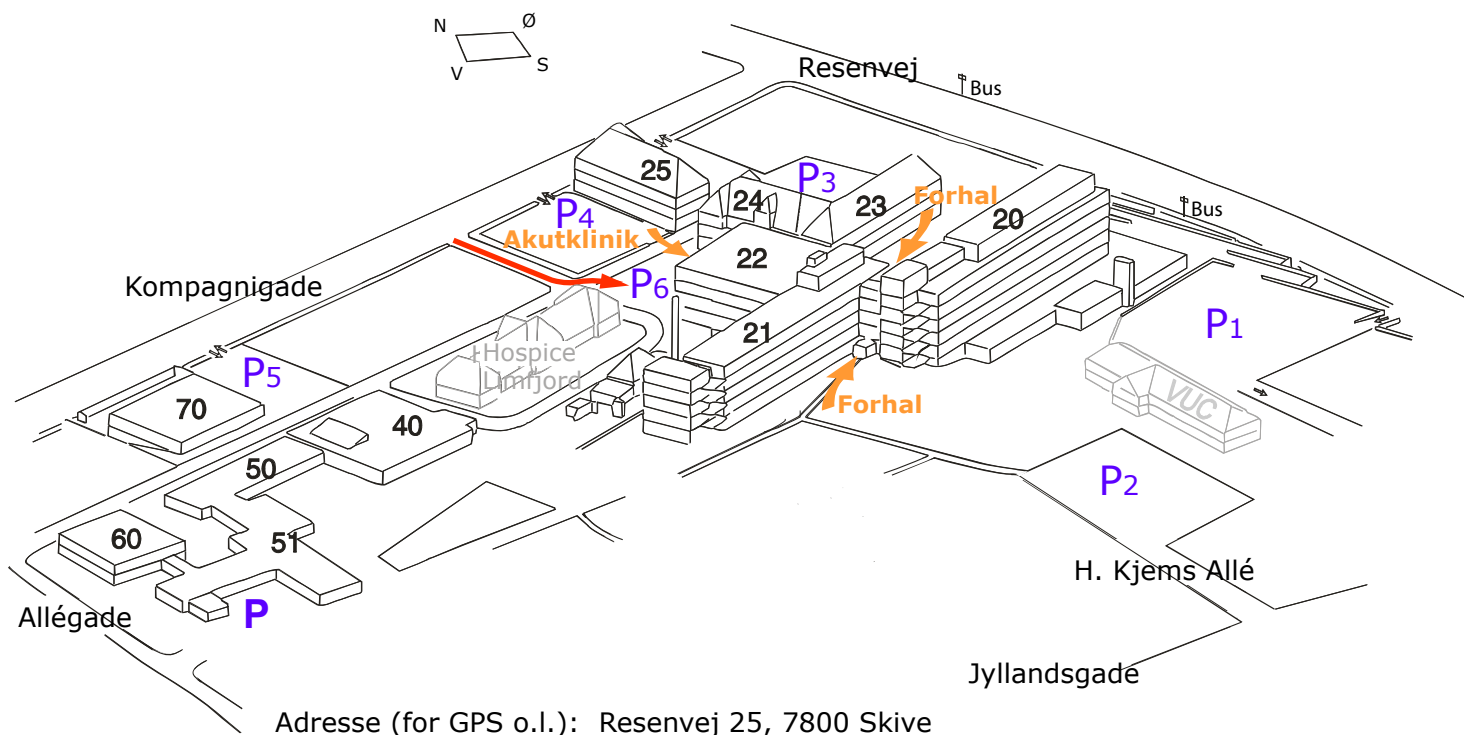 N
Ø
V
S
Resenvej
Bus
25
P3
24
23
Forhal
20
Bus
P4
Akutklinik
22
Kompagnigade
P6
P1
21
Hospice
Limfjord
P5
70
40
Forhal
VUC
50
P2
60
51
H. Kjems Allé
Allégade
P
Jyllandsgade
Adresse (for GPS o.l.): Resenvej 25, 7800 Skive